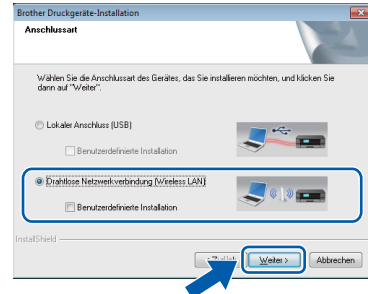 Brother Druckgeräte-Installation
Anschlussart
Wählen Sie die Anschlussart des Gerätes, das Sie installieren möchten, und klicken Sie
dann auf "Weiter".
Lokaler Anschluss (USB)
Benutzerdefinierte Installation
Drahtlose Netzwerkverbindung (Wireless LAN)
Benutzerdefinierte Installation
InstallShield
Weiter >
Abbrechen